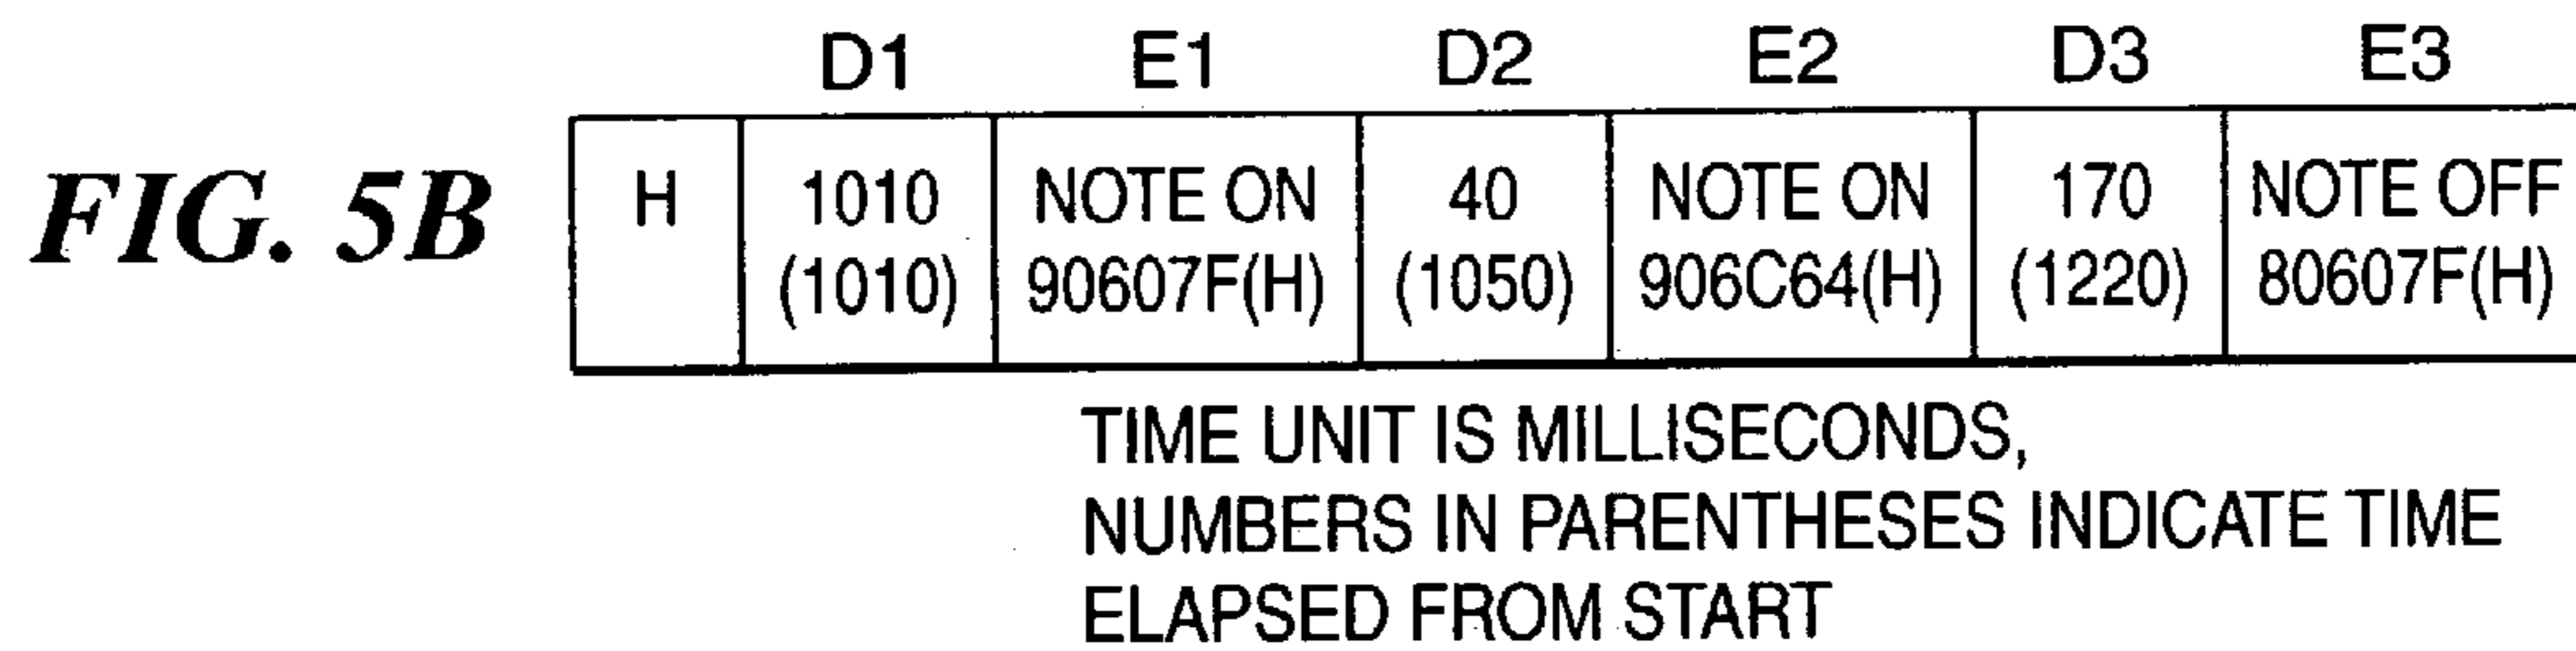 D1 E1 D2 E2 D3 E3
FIG. 5B
H 1010 NOTE ON 40 NOTE ON 170 NOTE OFF
(1010) 90607F(H) (1050) 906C64(H) (1220) 80607F(H)
TIME UNIT IS MILLISECONDS,
NUMBERS IN PARENTHESES INDICATE TIME
ELAPSED FROM START